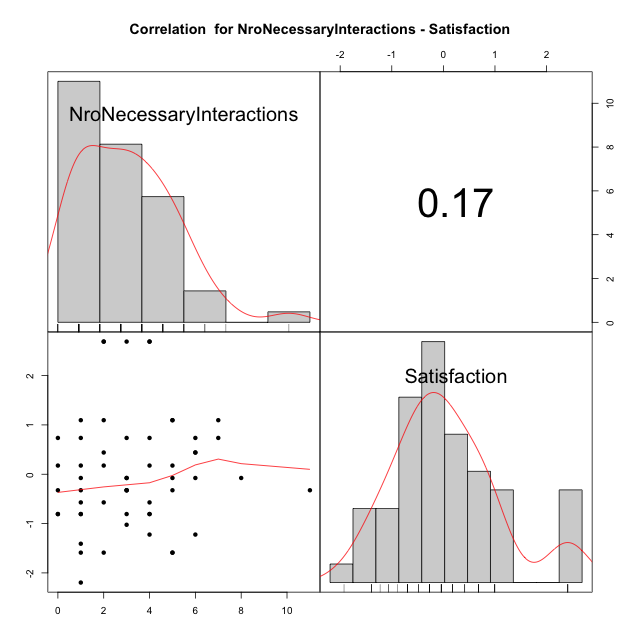 Correlation  for NroNecessaryInteractions - Satisfaction
-2 -1 0 1 2
NroNecessaryInteractions
0.17
10
8
6
4
2
0
Satisfaction
2
1
0
-1
-2
0 2 4 6 8 10